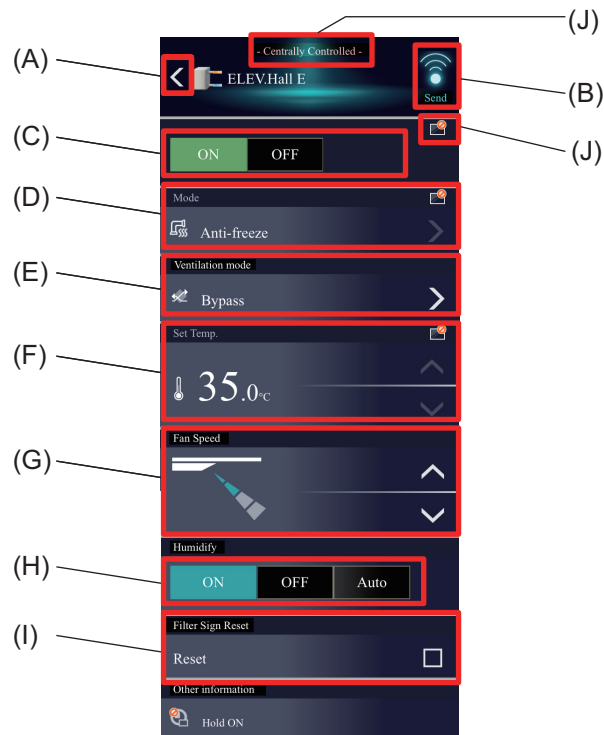 (J)
(A)
- Centrally Controlled -
ELEV.Hall E
Send
(B)
(C)
(J)
ON OFF
(D)
Mode
Anti-freeze
(E)
Ventilation mode
Bypass
(F)
Set Temp.
35.0°C
(G)
Fan Speed
Humidify
(H)
ON OFF Auto
(I)
Filter Sign Reset
Reset
Other information
Hold ON